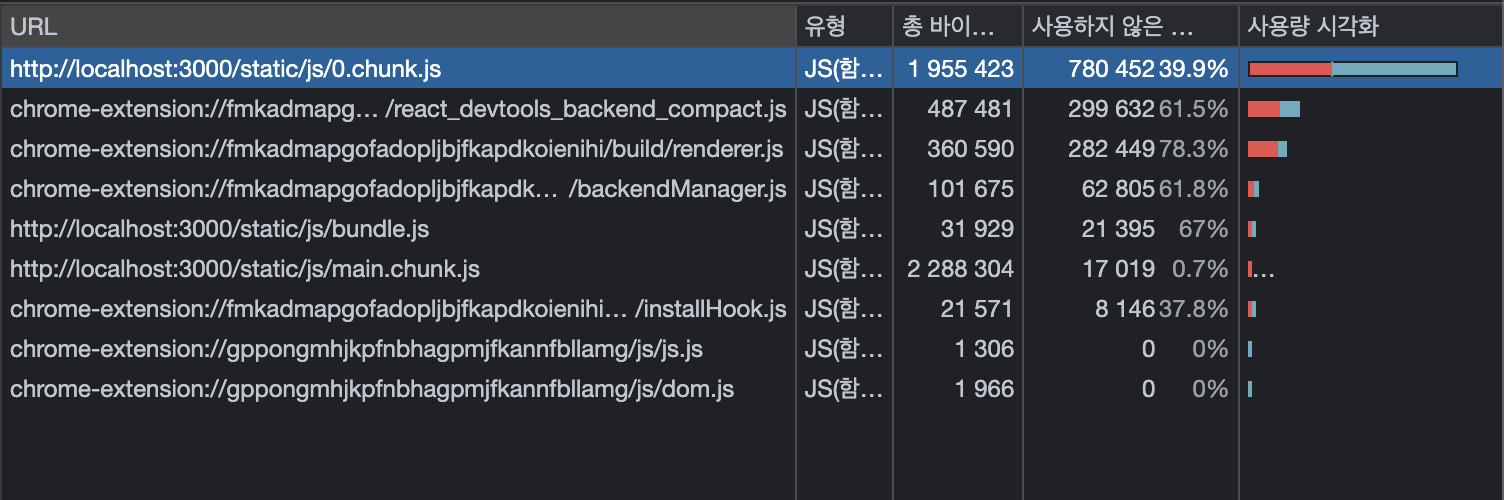 URL 유형 총 바이… 사용하지 않은 … 사용량 시각화
http://localhost:3000/static/js/0.chunk.js JS(함… 1 955 423 780 452 39.9%
chrome-extension://fmkadmapg… /react_devtools_backend_compact.js JS(함… 487 481 299 632 61.5%
chrome-extension://fmkadmapgofadopljbjfkapdkoienihi/build/renderer.js JS(함… 360 590 282 449 78.3%
chrome-extension://fmkadmapgofadopljbjfkapdk… /backendManager.js JS(함… 101 675 62 805 61.8%
http://localhost:3000/static/js/bundle.js JS(함… 31 929 21 395 67%
http://localhost:3000/static/js/main.chunk.js JS(함… 2 288 304 17 019 0.7% …
chrome-extension://fmkadmapgofadopljbjfkapdkoienihi… /installHook.js JS(함… 21 571 8 146 37.8%
chrome-extension://gppongmhjkpfnbhagpmjfkannfbllamg/js/js.js JS(함… 1 306 0 0%
chrome-extension://gppongmhjkpfnbhagpmjfkannfbllamg/js/dom.js JS(함… 1 966 0 0%